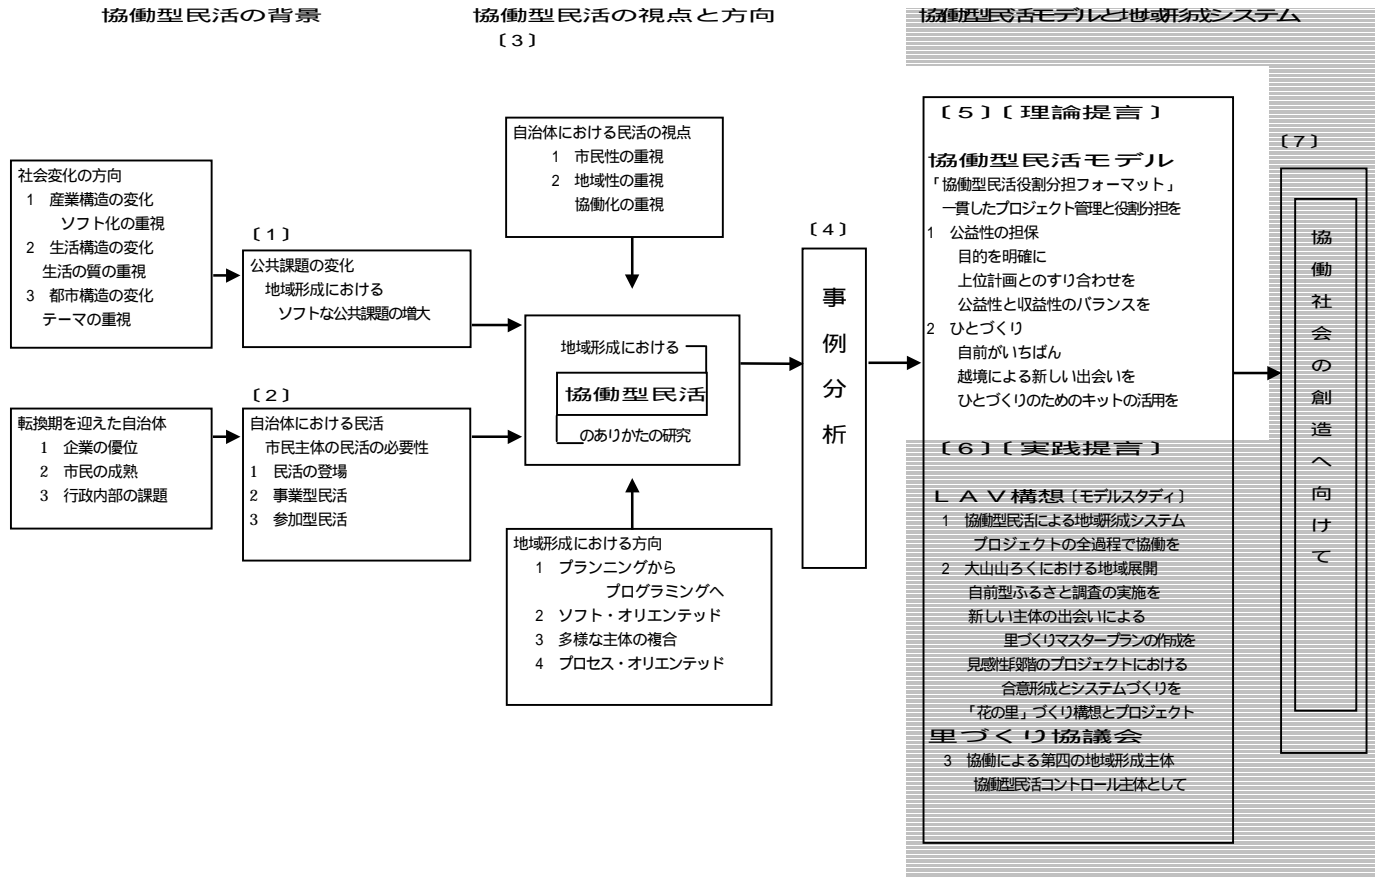 協働型民活の背景
協働型民活の視点と方向
〔3〕
協働型民活モデルと地域形成システム
社会変化の方向
1 産業構造の変化
ソフト化の重視
2 生活構造の変化
生活の質の重視
3 都市構造の変化
テーマの重視
転換期を迎えた自治体
1 企業の優位
2 市民の成熟
3 行政内部の課題
〔1〕
公共課題の変化
地域形成における
ソフトな公共課題の増大
〔2〕
自治体における民活
市民主体の民活の必要性
1 民活の登場
2 事業型民活
3 参加型民活
自治体における民活の視点
1 市民性の重視
2 地域性の重視
協働化の重視
地域形成における
協働型民活
のありかたの研究
地域形成における方向
1 プランニングから
プログラミングへ
2 ソフト・オリエンテッド
3 多様な主体の複合
4 プロセス・オリエンテッド
〔4〕
事例分析
〔5〕〔理論提言〕
協働型民活モデル
「協働型民活役割分担フォーマット」
一貫したプロジェクト管理と役割分担を
1 公益性の担保
目的を明確に
上位計画とのすり合わせを
公益性と収益性のバランスを
2 ひとづくり
自前がいちばん
越境による新しい出会いを
ひとづくりのためのキットの活用を
〔6〕〔実践提言〕
LAV構想〔モデルスタディ〕
1 協働型民活による地域形成システム
プロジェクトの全過程で協働を
2 大山山ろくにおける地域展開
自前型ふるさと調査の実施を
新しい主体の出会いによる
里づくりマスタープランの作成を
見感性段階のプロジェクトにおける
合意形成とシステムづくりを
「花の里」づくり構想とプロジェクト
里づくり協議会
3 協働による第四の地域形成主体
協働型民活コントロール主体として
〔7〕
協働社会の創造へ向けて